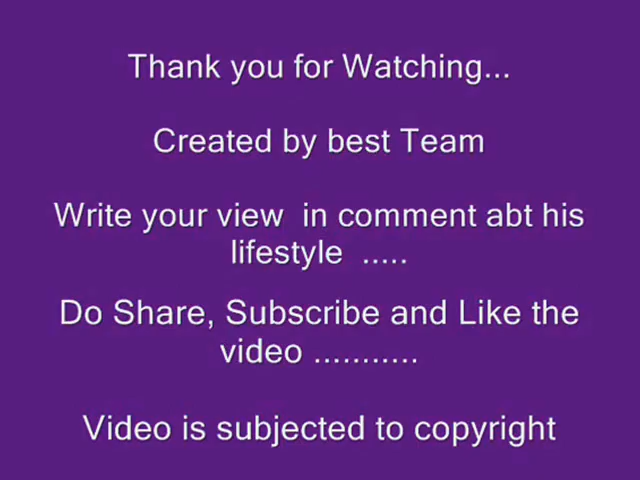 Thank you for Watching...
Created by best Team
Write your view  in comment abt his
lifestyle  .....
Do Share, Subscribe and Like the
video ...........
Video is subjected to copyright